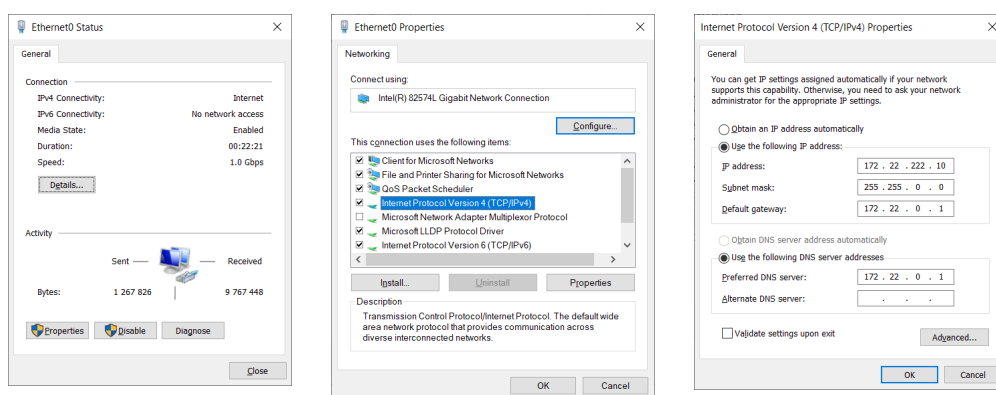 Ethernet0 Status
General
Connection
IPv4 Connectivity: Internet
IPv6 Connectivity: No network access
Media State: Enabled
Duration: 00:22:21
Speed: 1.0 Gbps
Details...
Activity
Sent — — Received
Bytes: 1 267 826 9 767 448
Properties Disable Diagnose
Close
Ethernet0 Properties
Networking
Connect using:
Intel(R) 82574L Gigabit Network Connection
Configure...
This connection uses the following items:
Client for Microsoft Networks
File and Printer Sharing for Microsoft Networks
QoS Packet Scheduler
Internet Protocol Version 4 (TCP/IPv4)
Microsoft Network Adapter Multiplexor Protocol
Microsoft LLDP Protocol Driver
Internet Protocol Version 6 (TCP/IPv6)
Install... Uninstall Properties
Description
Transmission Control Protocol/Internet Protocol. The default wide
area network protocol that provides communication across
diverse interconnected networks.
OK Cancel
Internet Protocol Version 4 (TCP/IPv4) Properties
General
You can get IP settings assigned automatically if your network
supports this capability. Otherwise, you need to ask your network
administrator for the appropriate IP settings.
Obtain an IP address automatically
Use the following IP address:
IP address: 172 . 22 . 222 . 10
Subnet mask: 255 . 255 . 0 . 0
Default gateway: 172 . 22 . 0 . 1
Obtain DNS server address automatically
Use the following DNS server addresses
Preferred DNS server: 172 . 22 . 0 . 1
Alternate DNS server: . . .
Validate settings upon exit
Advanced...
OK Cancel